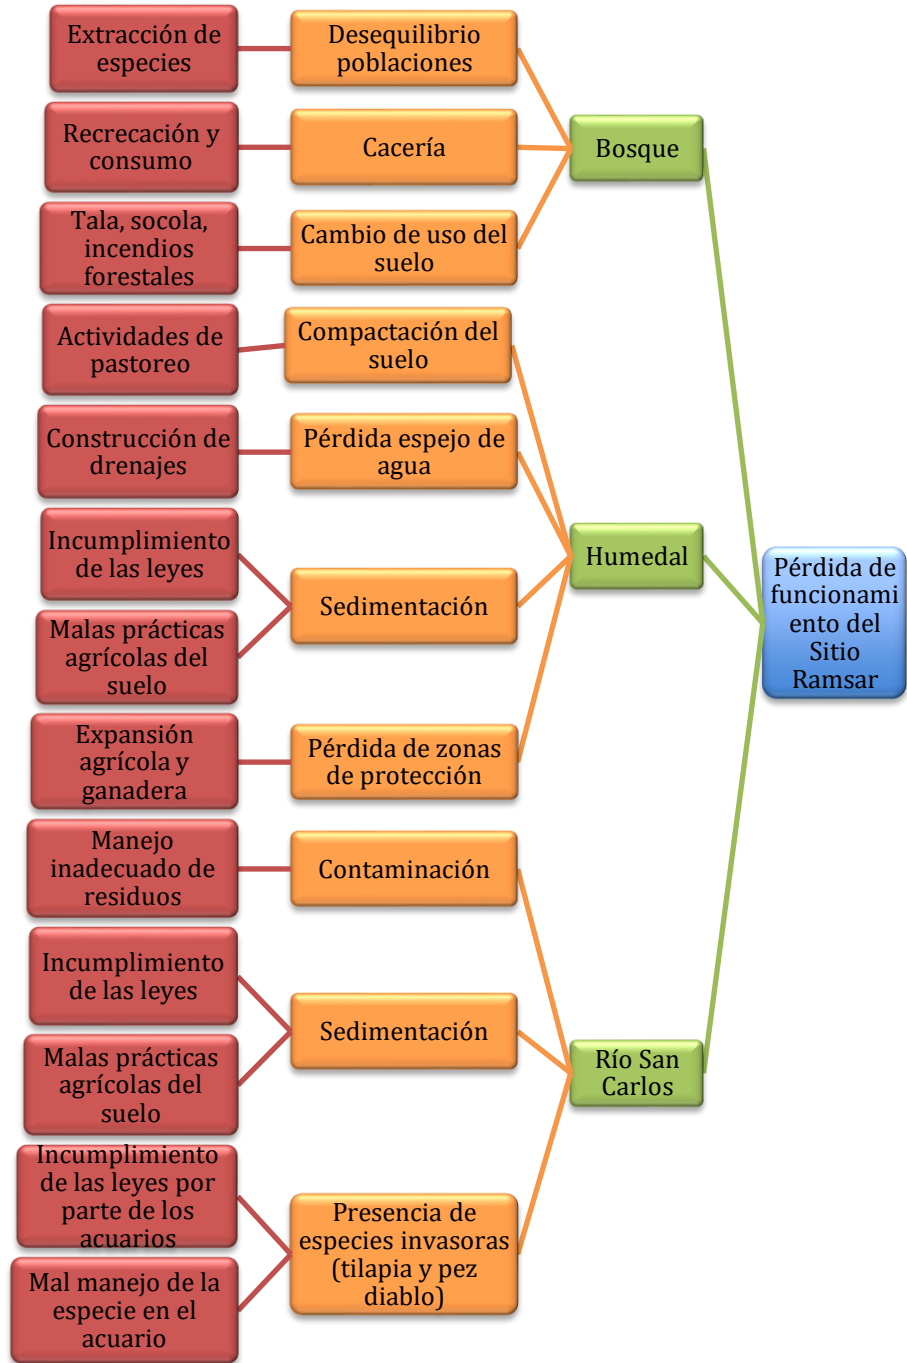 Extracción de
especies
Desequilibrio
poblaciones
Recrecación y
consumo
Cacería
Bosque
Tala, socola,
incendios
forestales
Cambio de uso del
suelo
Actividades de
pastoreo
Compactación del
suelo
Construcción de
drenajes
Pérdida espejo de
agua
Incumplimiento
de las leyes
Malas prácticas
agrícolas del
suelo
Sedimentación
Humedal
Expansión
agrícola y
ganadera
Pérdida de zonas
de protección
Pérdida de
funcionami
ento del
Sitio
Ramsar
Manejo
inadecuado de
residuos
Contaminación
Incumplimiento
de las leyes
Malas prácticas
agrícolas del
suelo
Sedimentación
Río San
Carlos
Incumplimiento
de las leyes por
parte de los
acuarios
Mal manejo de la
especie en el
acuario
Presencia de
especies invasoras
(tilapia y pez
diablo)